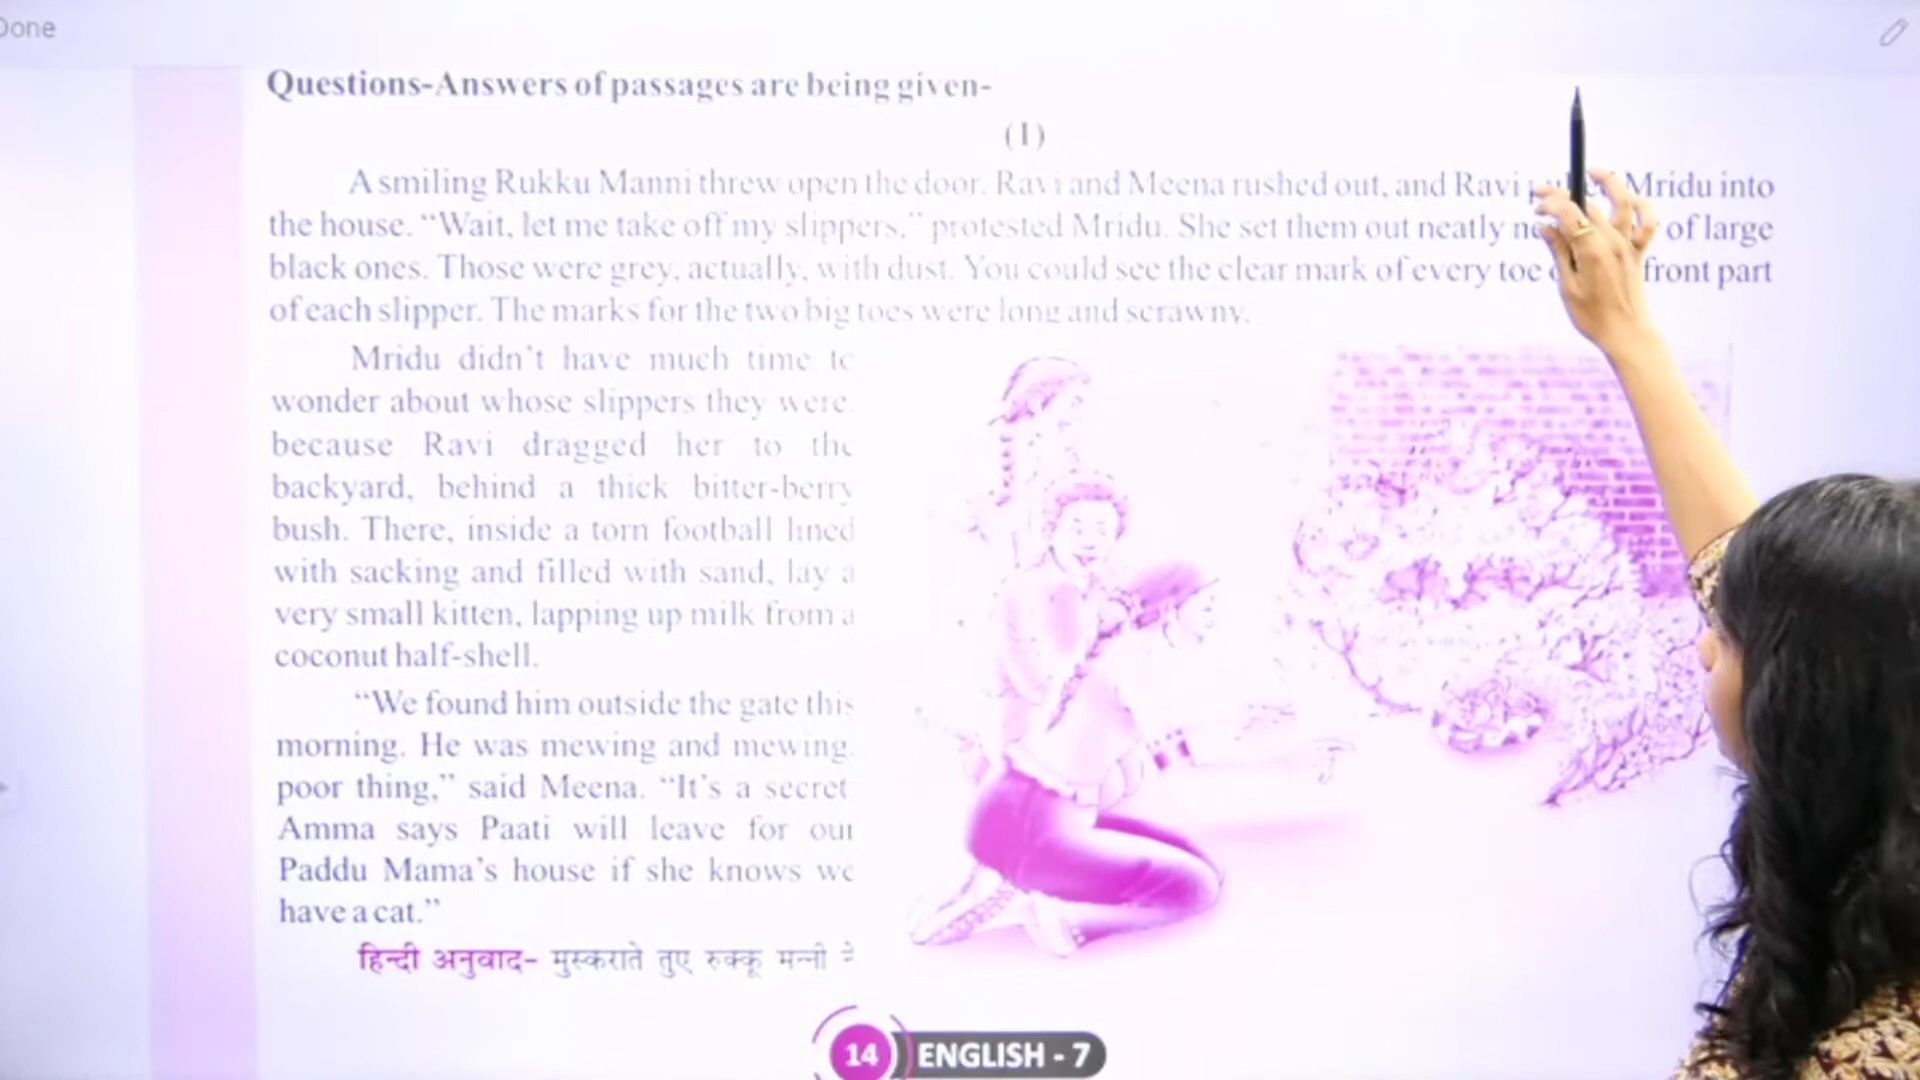 Done
Questions-Answers of passages are being given-
(1)
A smiling Rukku Manni threw open the door. Ravi and Meena rushed out, and Ravi Mridu into
the house. “Wait, let me take off my slippers,” protested Mridu. She set them out neatly of large
black ones. Those were grey, actually, with dust. You could see the clear mark of every toe front part
of each slipper. The marks for the two big toes were long and scrawny.
Mridu didn’t have much time to
wonder about whose slippers they were.
because Ravi dragged her to the
backyard, behind a thick bitter-berry
bush. There, inside a torn football lined
with sacking and filled with sand, lay a
very small kitten, lapping up milk from a
coconut half-shell.
“We found him outside the gate this
morning. He was mewing and mewing.
poor thing,” said Meena. “It’s a secret
Amma says Paati will leave for our
Paddu Mama’s house if she knows we
have a cat.”
हिन्दी अनुवाद– मुस्कराते तुए रुक्कू मन्नी ने
14 ENGLISH - 7